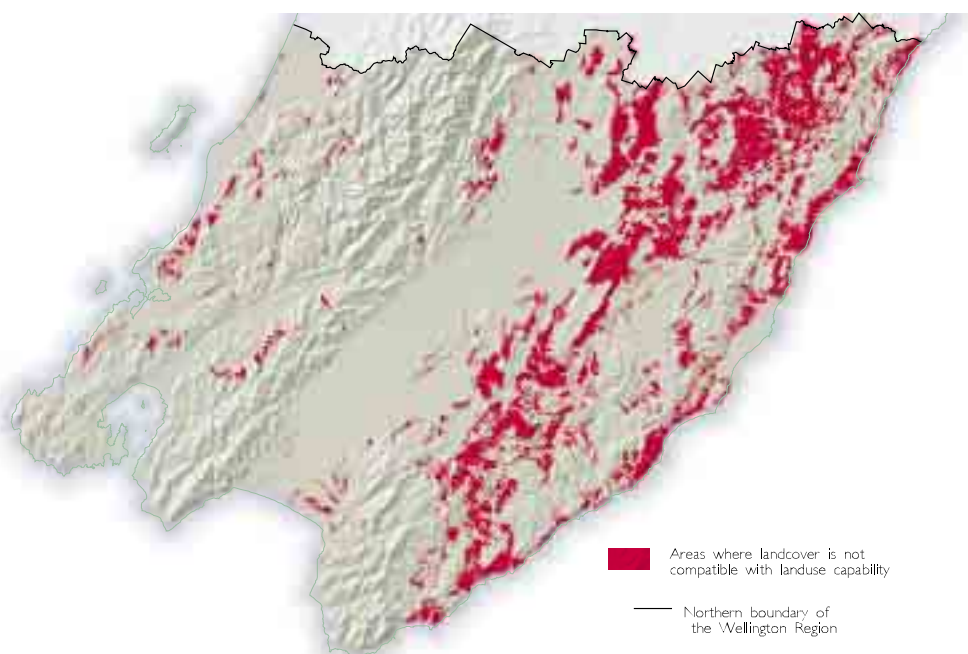 Areas where landcover is not
compatible with landuse capability
Northern boundary of
the Wellington Region